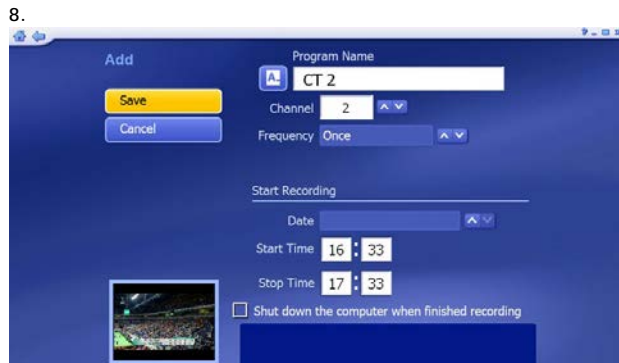 8.
Add
Program Name
A
CT 2
Save
Channel 2
Cancel
Frequency Once
Start Recording
Date
Start Time 16 : 33
Stop Time 17 : 33
Shut down the computer when finished recording